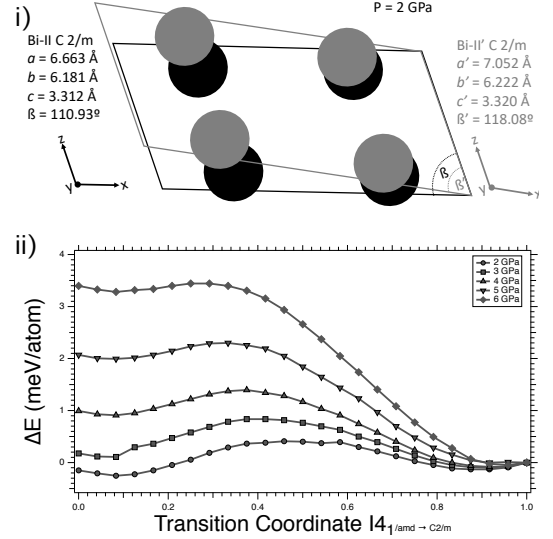 i)
P = 2 GPa
Bi-II C 2/m
a = 6.663 Å
b = 6.181 Å
c = 3.312 Å
ß = 110.93º
Bi-II' C 2/m
a' = 7.052 Å
b' = 6.222 Å
c' = 3.320 Å
ß' = 118.08º
z
y x
ß
ß'
z
y x
ii)
2 GPa
3 GPa
4 GPa
5 GPa
6 GPa
4
3
2
1
0
ΔE (meV/atom)
0.0 0.2 0.4 0.6 0.8 1.0
Transition Coordinate I4₁/amd → C2/m